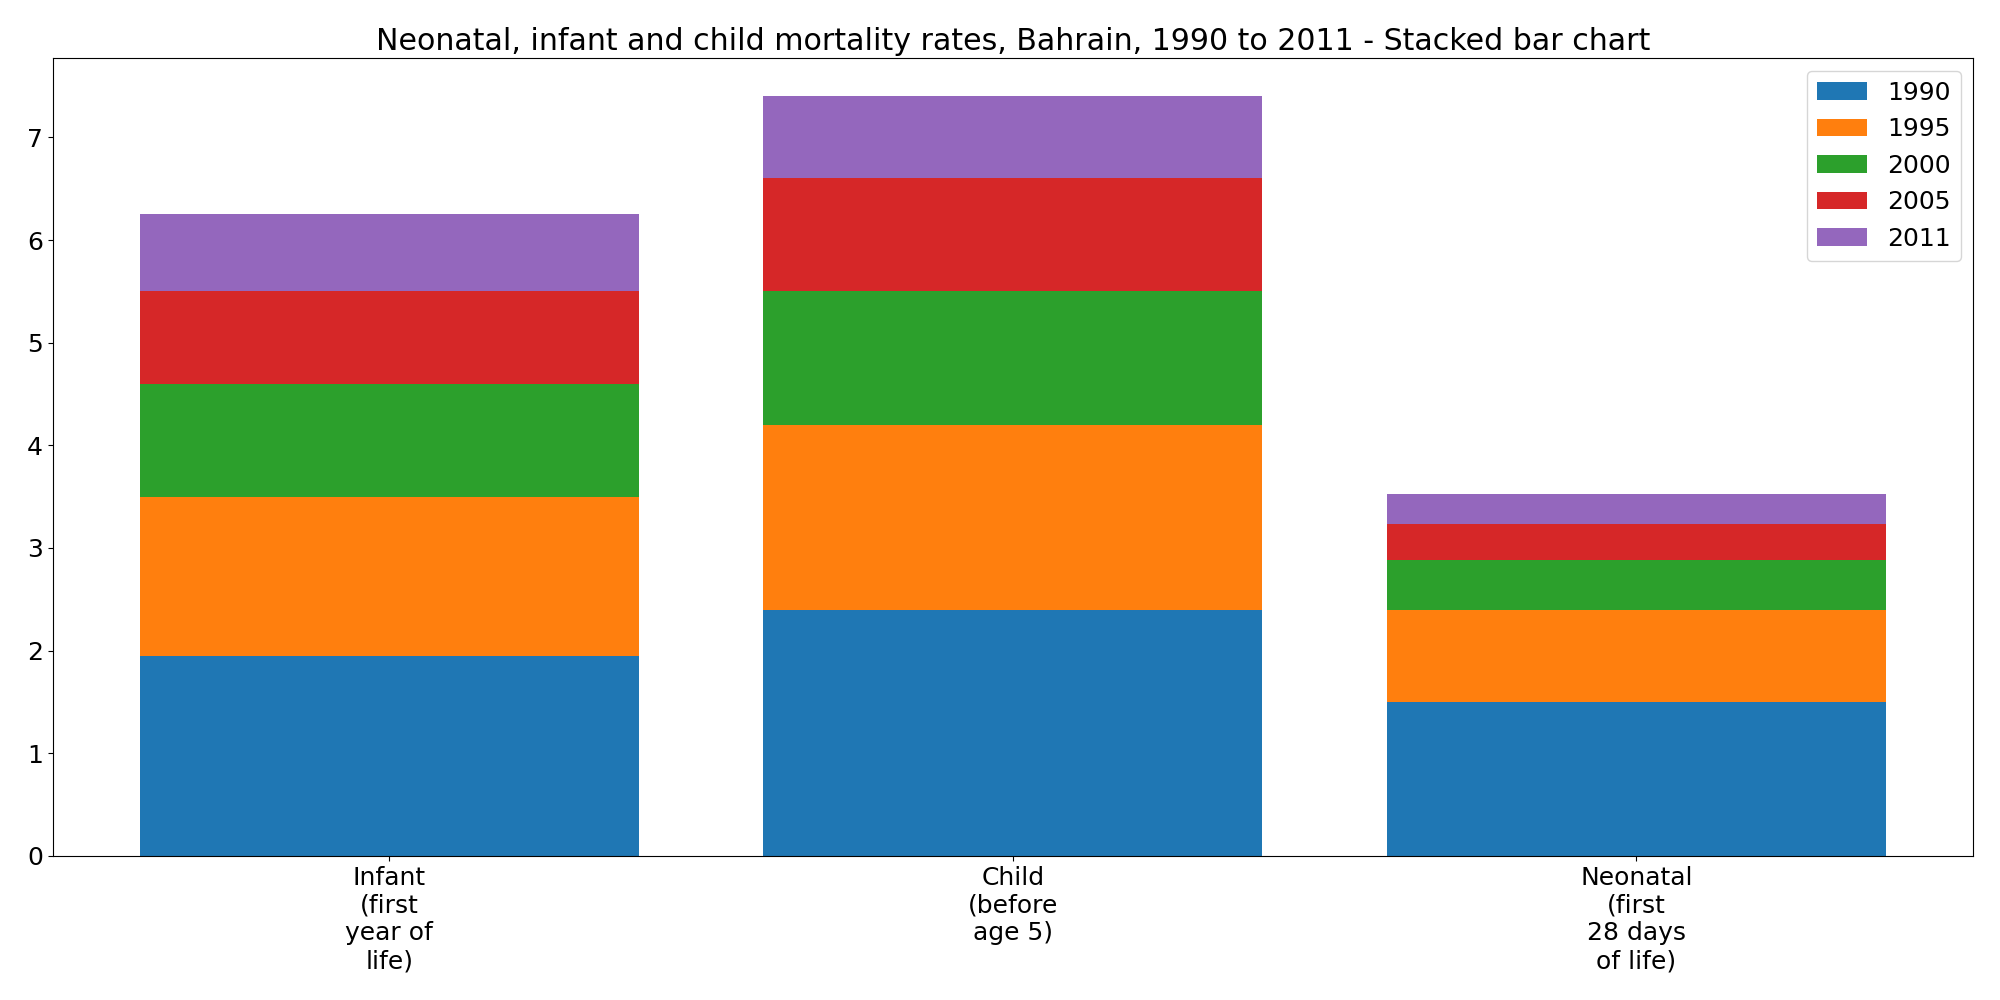 Neonatal, infant and child mortality rates, Bahrain, 1990 to 2011 - Stacked bar chart
1990
1995
2000
2005
2011
7
6
5
4
3
2
1
0
Infant
(first
year of
life)
Child
(before
age 5)
Neonatal
(first
28 days
of life)